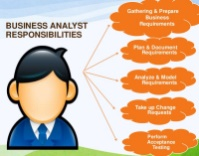 BUSINESS ANALYST
RESPONSIBILITIES
Gathering & Prepare
Business
Requirements
Plan & Document
Requirements
Analyze & Model
Requirements
Take up Change
Requests
Perform
Acceptance
Testing